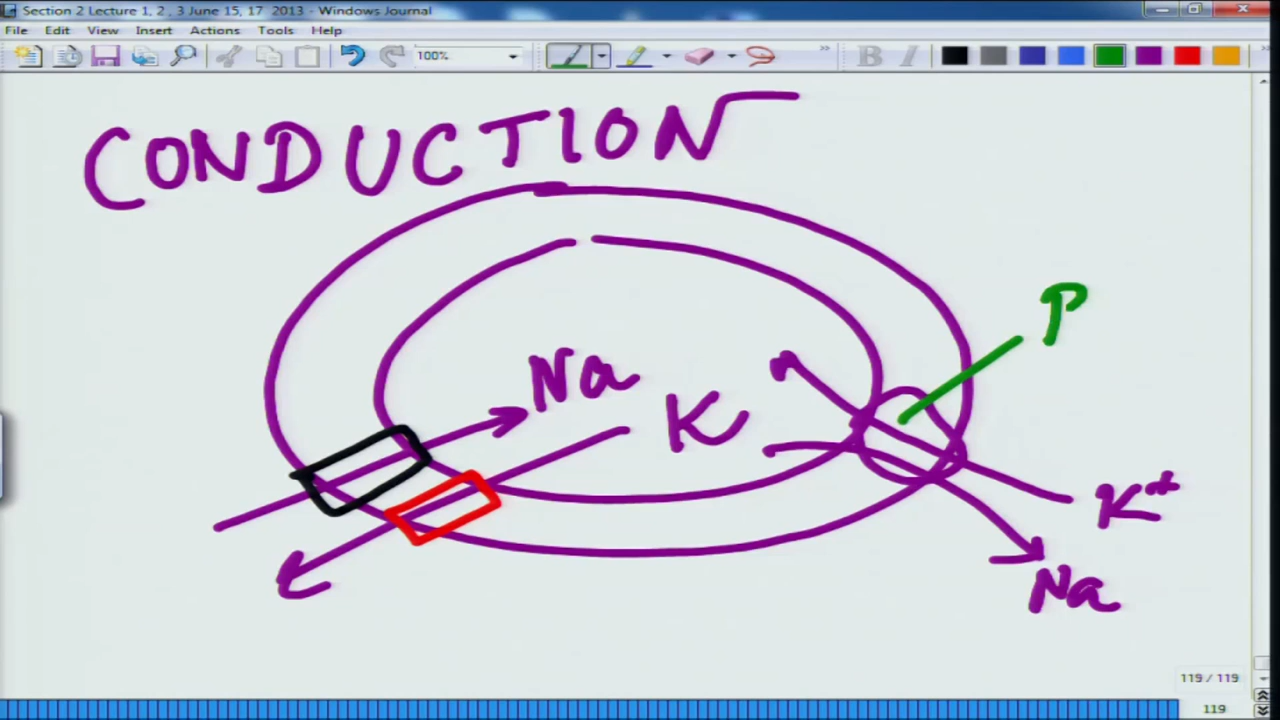 Section 2 Lecture 1, 2 , 3 June 15, 17 2013 - Windows Journal
File Edit View Insert Actions Tools Help
100% B I
CONDUCTION
P
Na
K
K+
Na
119 / 119
119